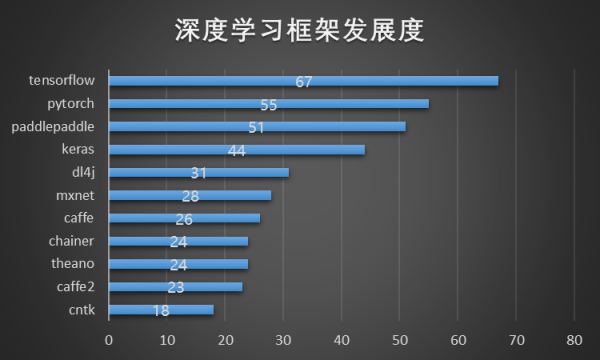 深度学习框架发展度
tensorflow 67
pytorch 55
paddlepaddle 51
keras 44
dl4j 31
mxnet 28
caffe 26
chainer 24
theano 24
caffe2 23
cntk 18
0 10 20 30 40 50 60 70 80